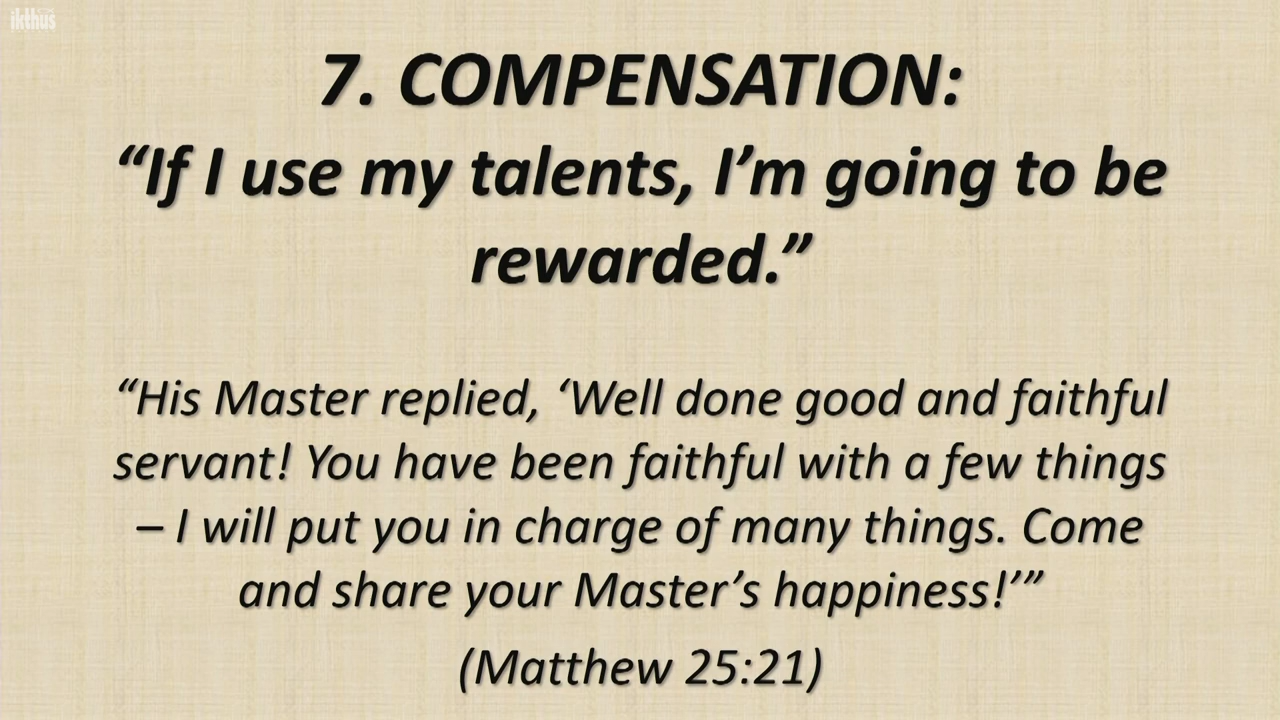 ikthus
7. COMPENSATION:
“If I use my talents, I’m going to be
rewarded.”
“His Master replied, ‘Well done good and faithful
servant! You have been faithful with a few things
– I will put you in charge of many things. Come
and share your Master’s happiness!’”
(Matthew 25:21)